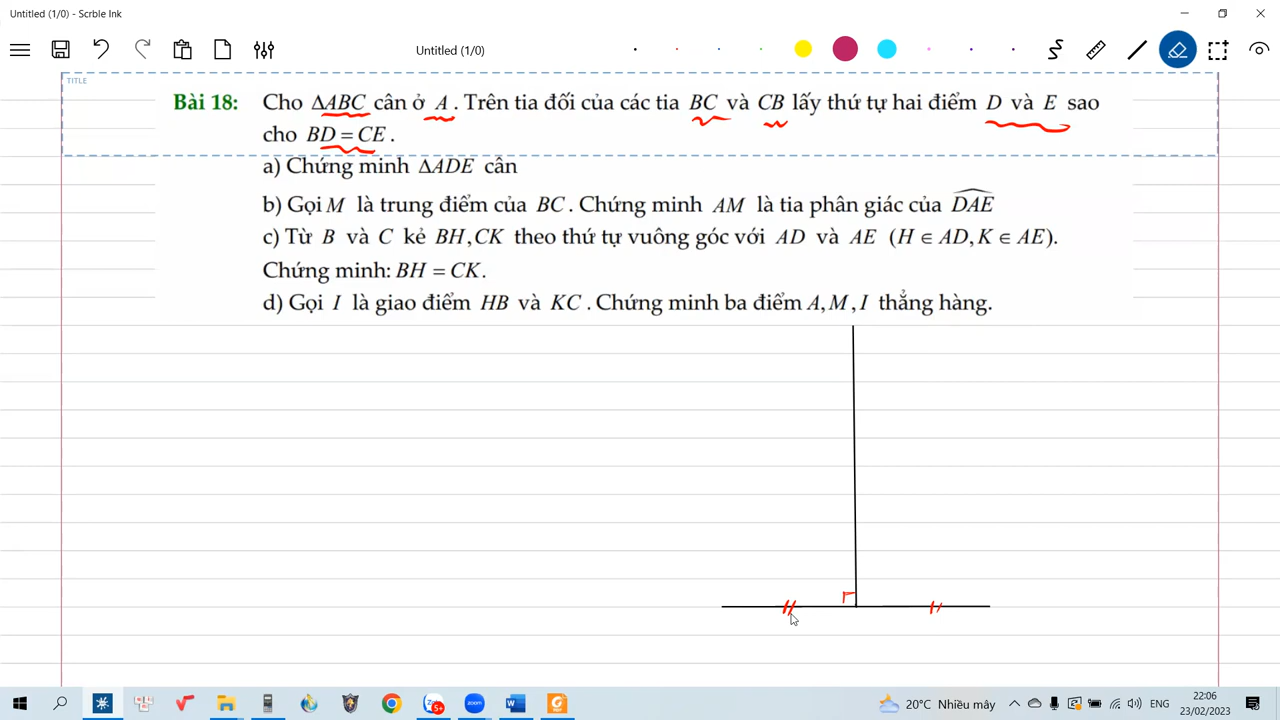 Untitled (1/0) - Scrble Ink
Untitled (1/0)
TITLE
Bài 18: Cho ΔABC cân ở A. Trên tia đối của các tia BC và CB lấy thứ tự hai điểm D và E sao
cho BD = CE.
a) Chứng minh ΔADE cân
b) Gọi M là trung điểm của BC. Chứng minh AM là tia phân giác của \widehat{DAE}
c) Từ B và C kẻ BH, CK theo thứ tự vuông góc với AD và AE (H ∈ AD, K ∈ AE).
Chứng minh: BH = CK.
d) Gọi I là giao điểm HB và KC. Chứng minh ba điểm A, M, I thẳng hàng.
5+
zoom
W
20°C Nhiều mây
ENG
22:06
23/02/2023